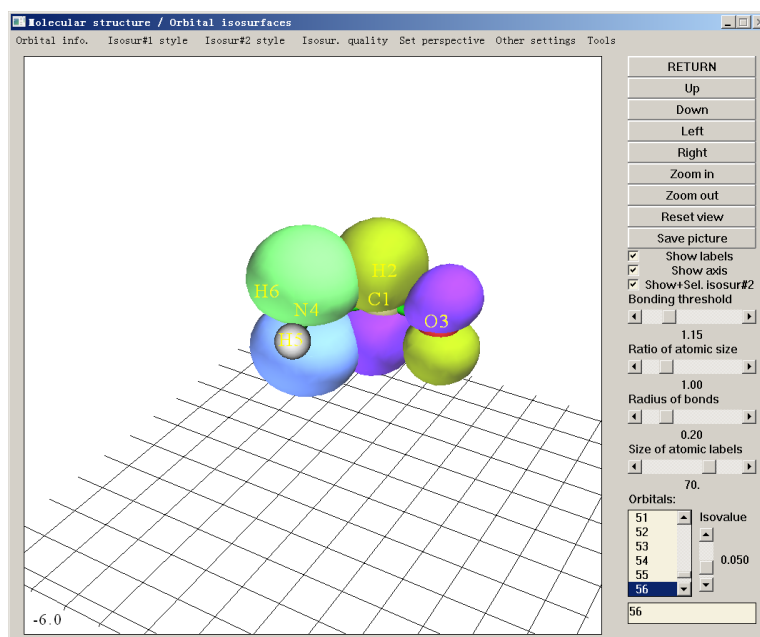 Molecular structure / Orbital isosurfaces
Orbital info. Isosur#1 style Isosur#2 style Isosur. quality Set perspective Other settings Tools
RETURN
Up
Down
Left
Right
Zoom in
Zoom out
Reset view
Save picture
Show labels
Show axis
Show+Sel. isosur#2
Bonding threshold
1.15
Ratio of atomic size
1.00
Radius of bonds
0.20
Size of atomic labels
70.
Orbitals:
51
52
53
54
55
56
Isovalue
0.050
56
H2
H6
C1
N4
O3
H5
-6.0